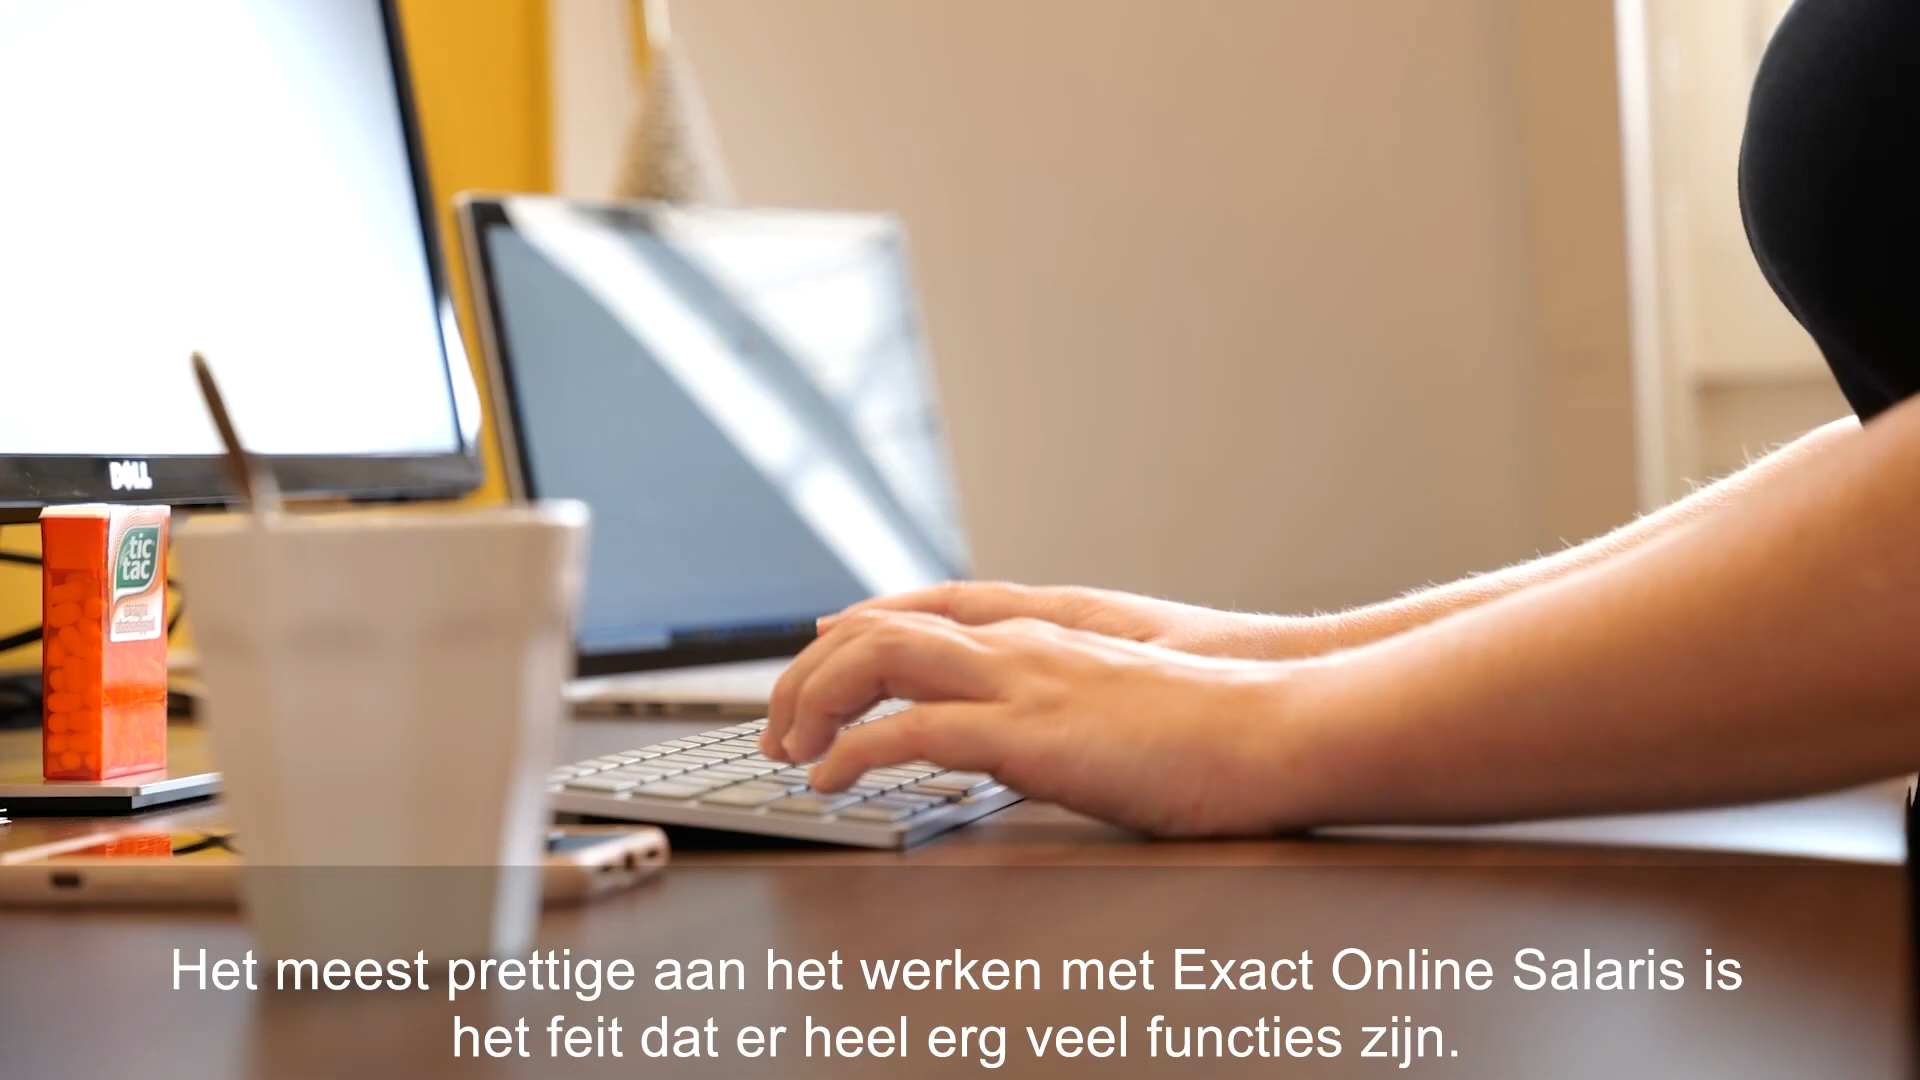 DELL
tic
tac
Het meest prettige aan het werken met Exact Online Salaris is
het feit dat er heel erg veel functies zijn.